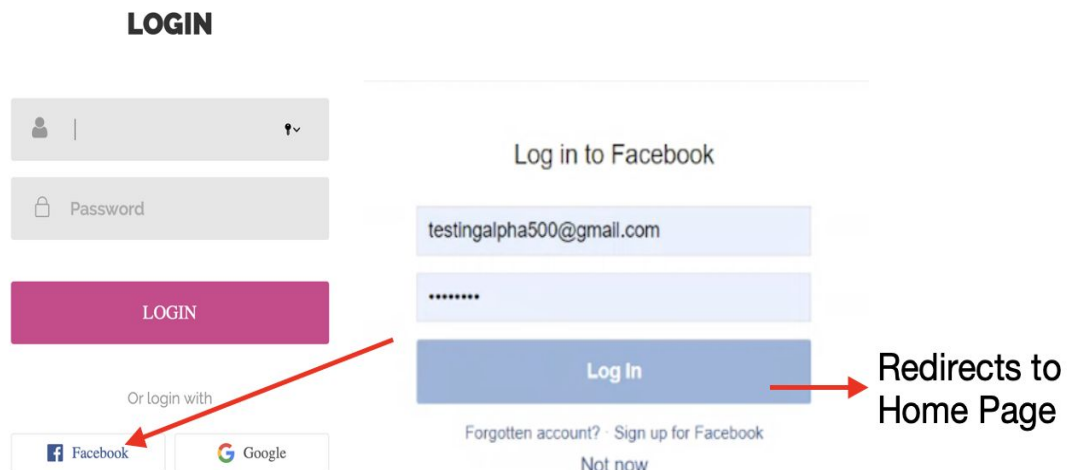 LOGIN
Password
LOGIN
Or login with
Facebook
Google
Log in to Facebook
testingalpha500@gmail.com
••••••••
Log In
Forgotten account? · Sign up for Facebook
Not now
Redirects to
Home Page